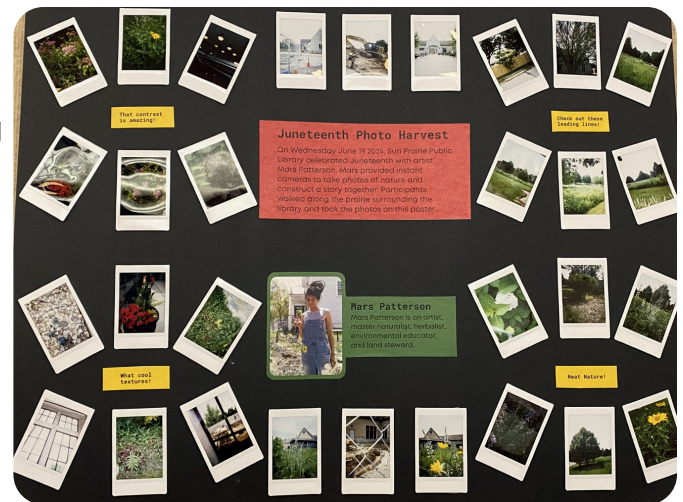 That contrast
is amazing!
Check out these
leading lines!
Juneteenth Photo Harvest
On Wednesday June 19 2024, Sun Prairie Public
Library celebrated Juneteenth with artist
Mars Patterson. Mars provided instant
cameras to take photos of nature and
construct a story together. Participants
walked along the prairie surrounding the
library and took the photos on this poster.
Mars Patterson
Mars Patterson is an artist,
master naturalist, herbalist,
environmental educator,
and land steward.
What cool
textures!
Neat Nature!